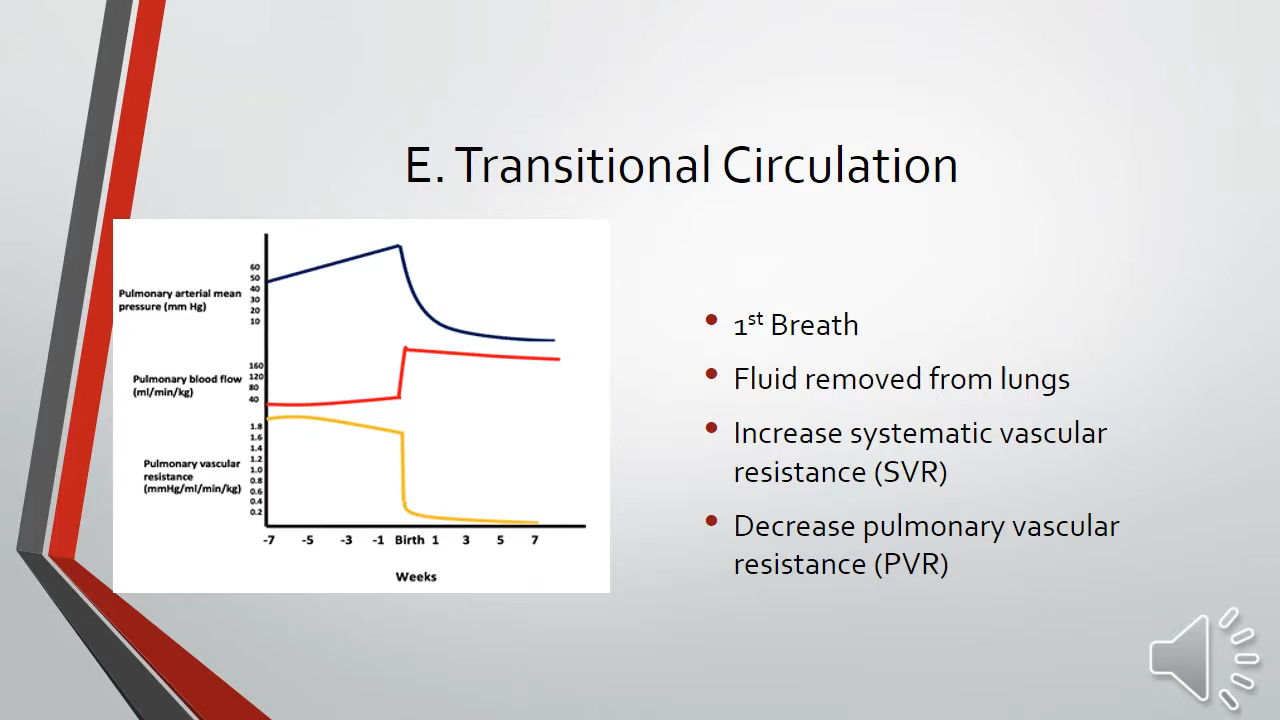 E. Transitional Circulation
Pulmonary arterial mean
pressure (mm Hg)
60
50
40
30
20
10
Pulmonary blood flow
(ml/min/kg)
160
120
80
40
Pulmonary vascular
resistance
(mmHg/ml/min/kg)
1.8
1.6
1.4
1.2
1.0
0.8
0.6
0.4
0.2
-7 -5 -3 -1 Birth 1 3 5 7
Weeks
• 1st Breath
• Fluid removed from lungs
• Increase systematic vascular
resistance (SVR)
• Decrease pulmonary vascular
resistance (PVR)